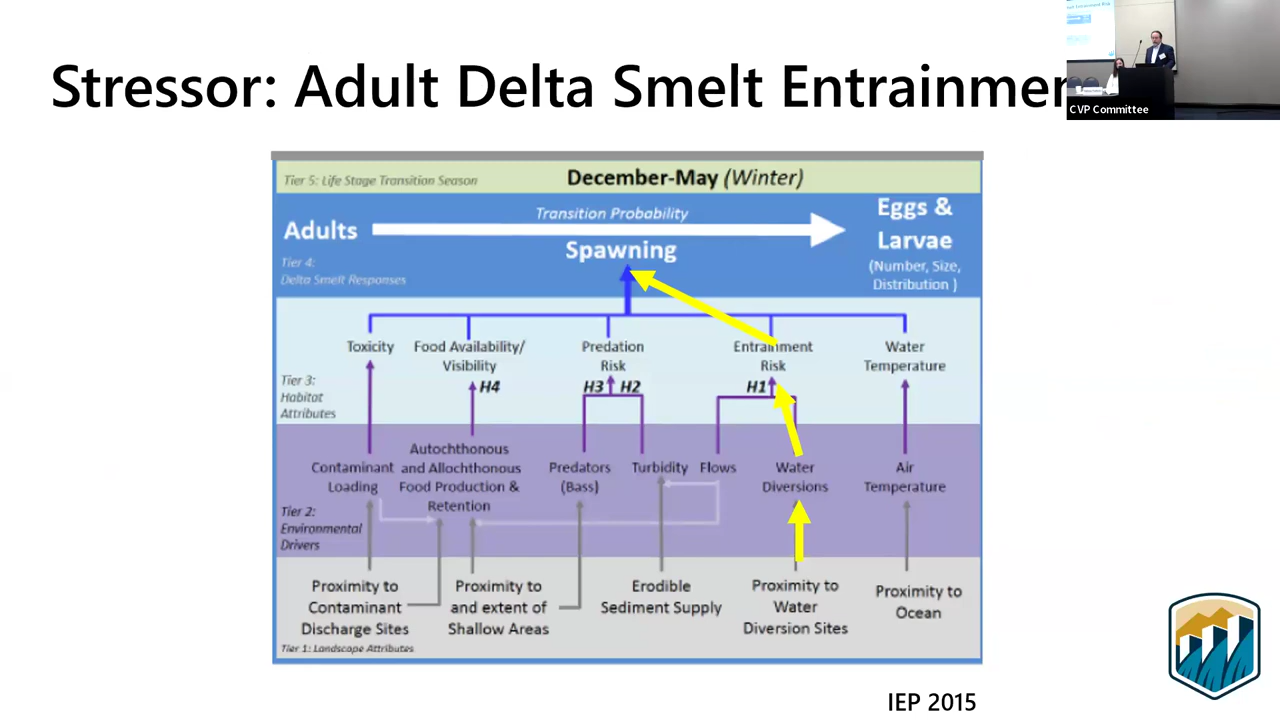 Stressor: Adult Delta Smelt Entrainmen
CVP Committee
Tier 5: Life Stage Transition Season
December-May (Winter)
Adults
Transition Probability
Spawning
Eggs &
Larvae
(Number, Size,
Distribution )
Tier 4:
Delta Smelt Responses
Toxicity
Food Availability/
Visibility
H4
Predation
Risk
H3
H2
Entrainment
Risk
H1
Water
Temperature
Tier 3:
Habitat
Attributes
Contaminant
Loading
Autochthonous
and Allochthonous
Food Production &
Retention
Predators
(Bass)
Turbidity
Flows
Water
Diversions
Air
Temperature
Tier 2:
Environmental
Drivers
Proximity to
Contaminant
Discharge Sites
Proximity to
and extent of
Shallow Areas
Erodible
Sediment Supply
Proximity to
Water
Diversion Sites
Proximity to
Ocean
Tier 1: Landscape Attributes
IEP 2015